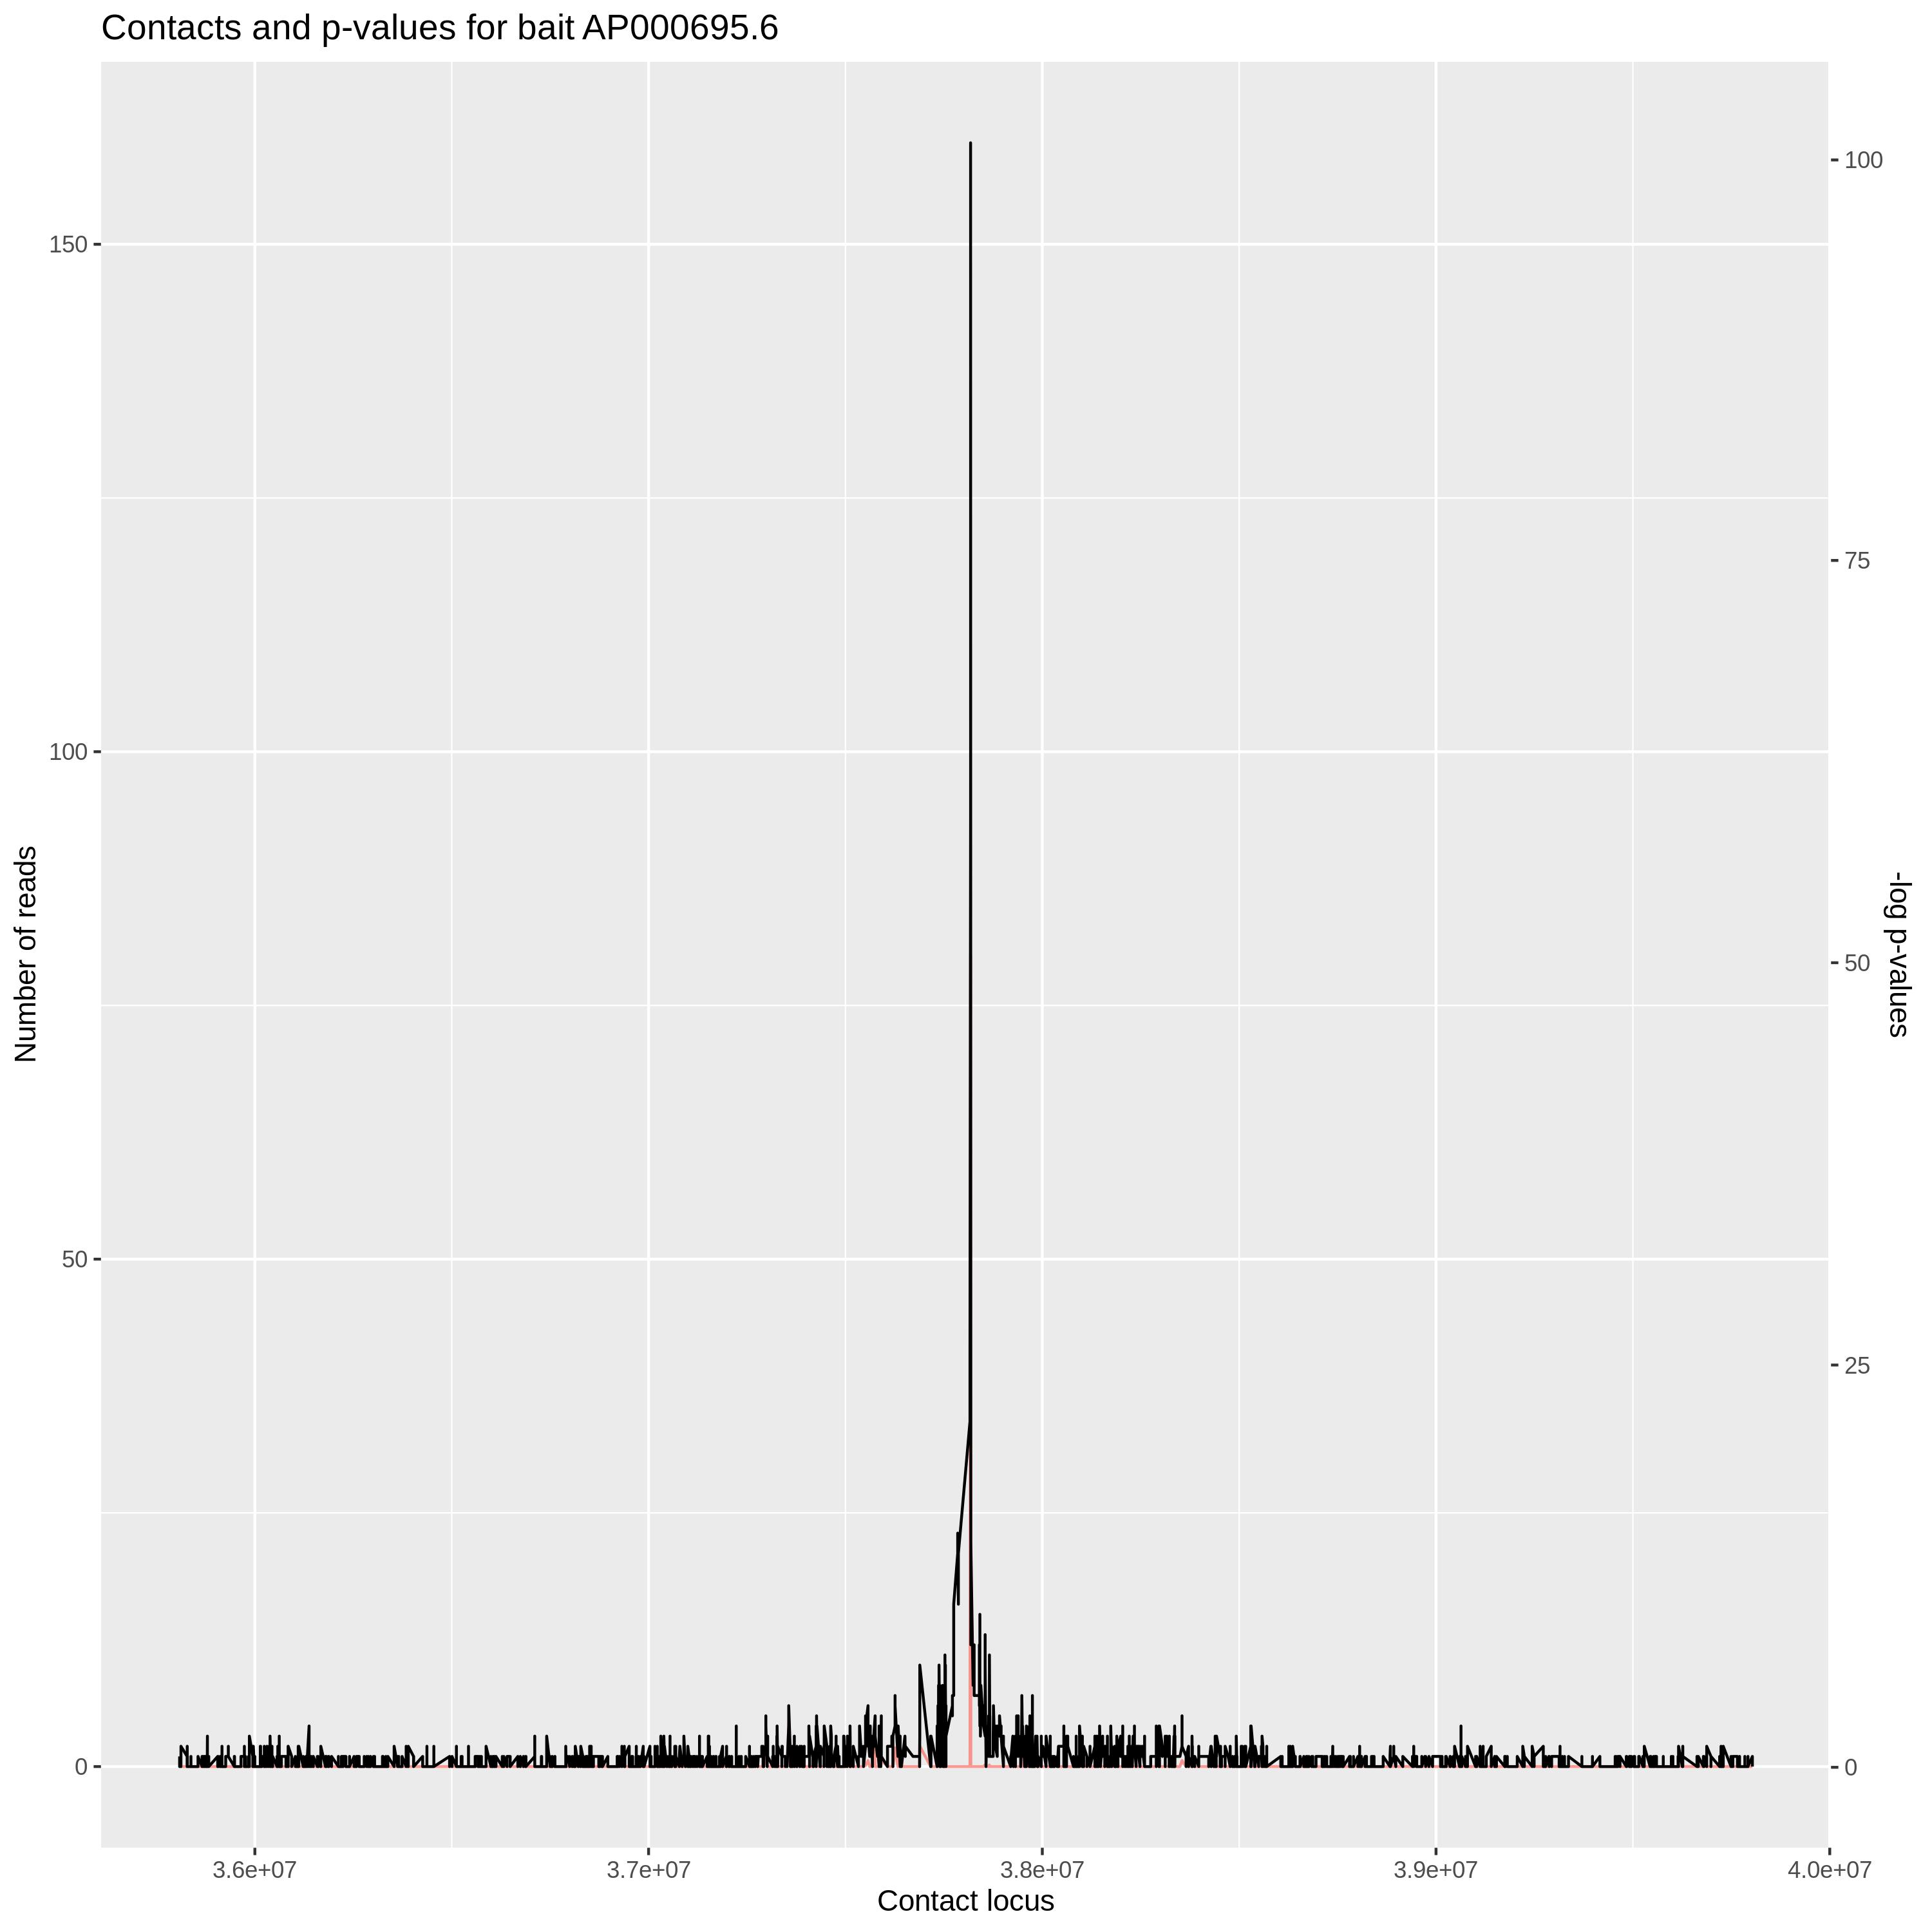 Contacts and p-values for bait AP000695.6
150
100
50
0
100
75
50
25
0
Number of reads
-log p-values
3.6e+07
3.7e+07
3.8e+07
3.9e+07
4.0e+07
Contact locus